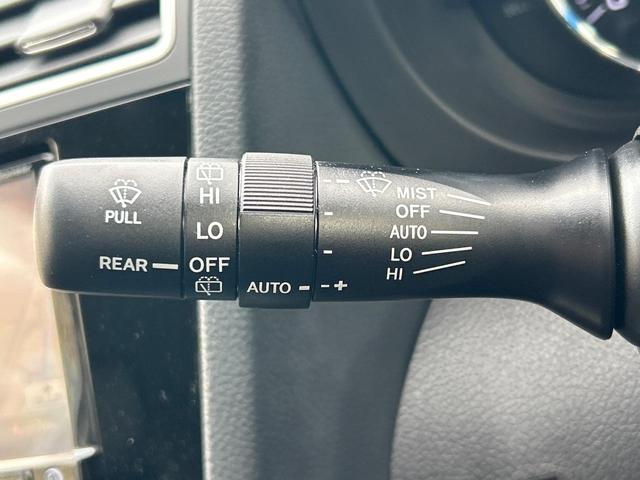 PULL
REAR
HI
LO
OFF
AUTO
- -
-
-
- +
MIST
OFF
AUTO
LO
HI